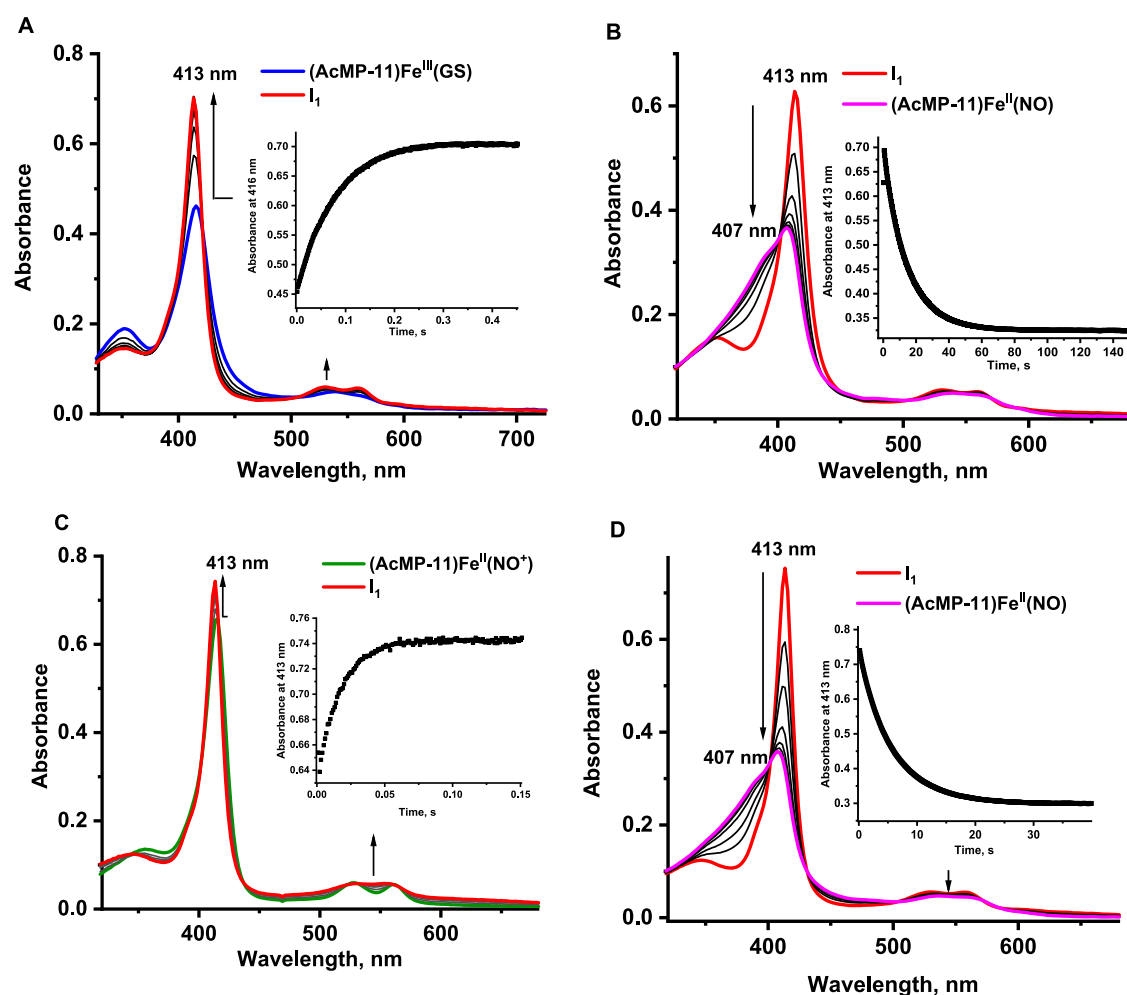 A
413 nm
(AcMP-11)Fe^III(GS)
I₁
Absorbance
0.8
0.6
0.4
0.2
0.0
400
500
600
700
Wavelength, nm
Absorbance at 416 nm
0.70
0.65
0.60
0.55
0.50
0.45
0.0
0.1
0.2
0.3
0.4
Time, s
B
413 nm
I₁
(AcMP-11)Fe^II(NO)
407 nm
Absorbance
0.6
0.4
0.2
0.0
400
500
600
Wavelength, nm
Absorbance at 413 nm
0.70
0.65
0.60
0.55
0.50
0.45
0.40
0.35
0 20 40 60 80 100 120 140
Time, s
C
413 nm
(AcMP-11)Fe^II(NO⁺)
I₁
Absorbance
0.8
0.6
0.4
0.2
0.0
400
500
600
Wavelength, nm
Absorbance at 413 nm
0.76
0.74
0.72
0.70
0.68
0.66
0.64
0.00
0.05
0.10
0.15
Time, s
D
413 nm
I₁
(AcMP-11)Fe^II(NO)
407 nm
Absorbance
0.8
0.6
0.4
0.2
0.0
400
500
600
Wavelength, nm
Absorbance at 413 nm
0.8
0.7
0.6
0.5
0.4
0.3
0
10
20
30
Time, s